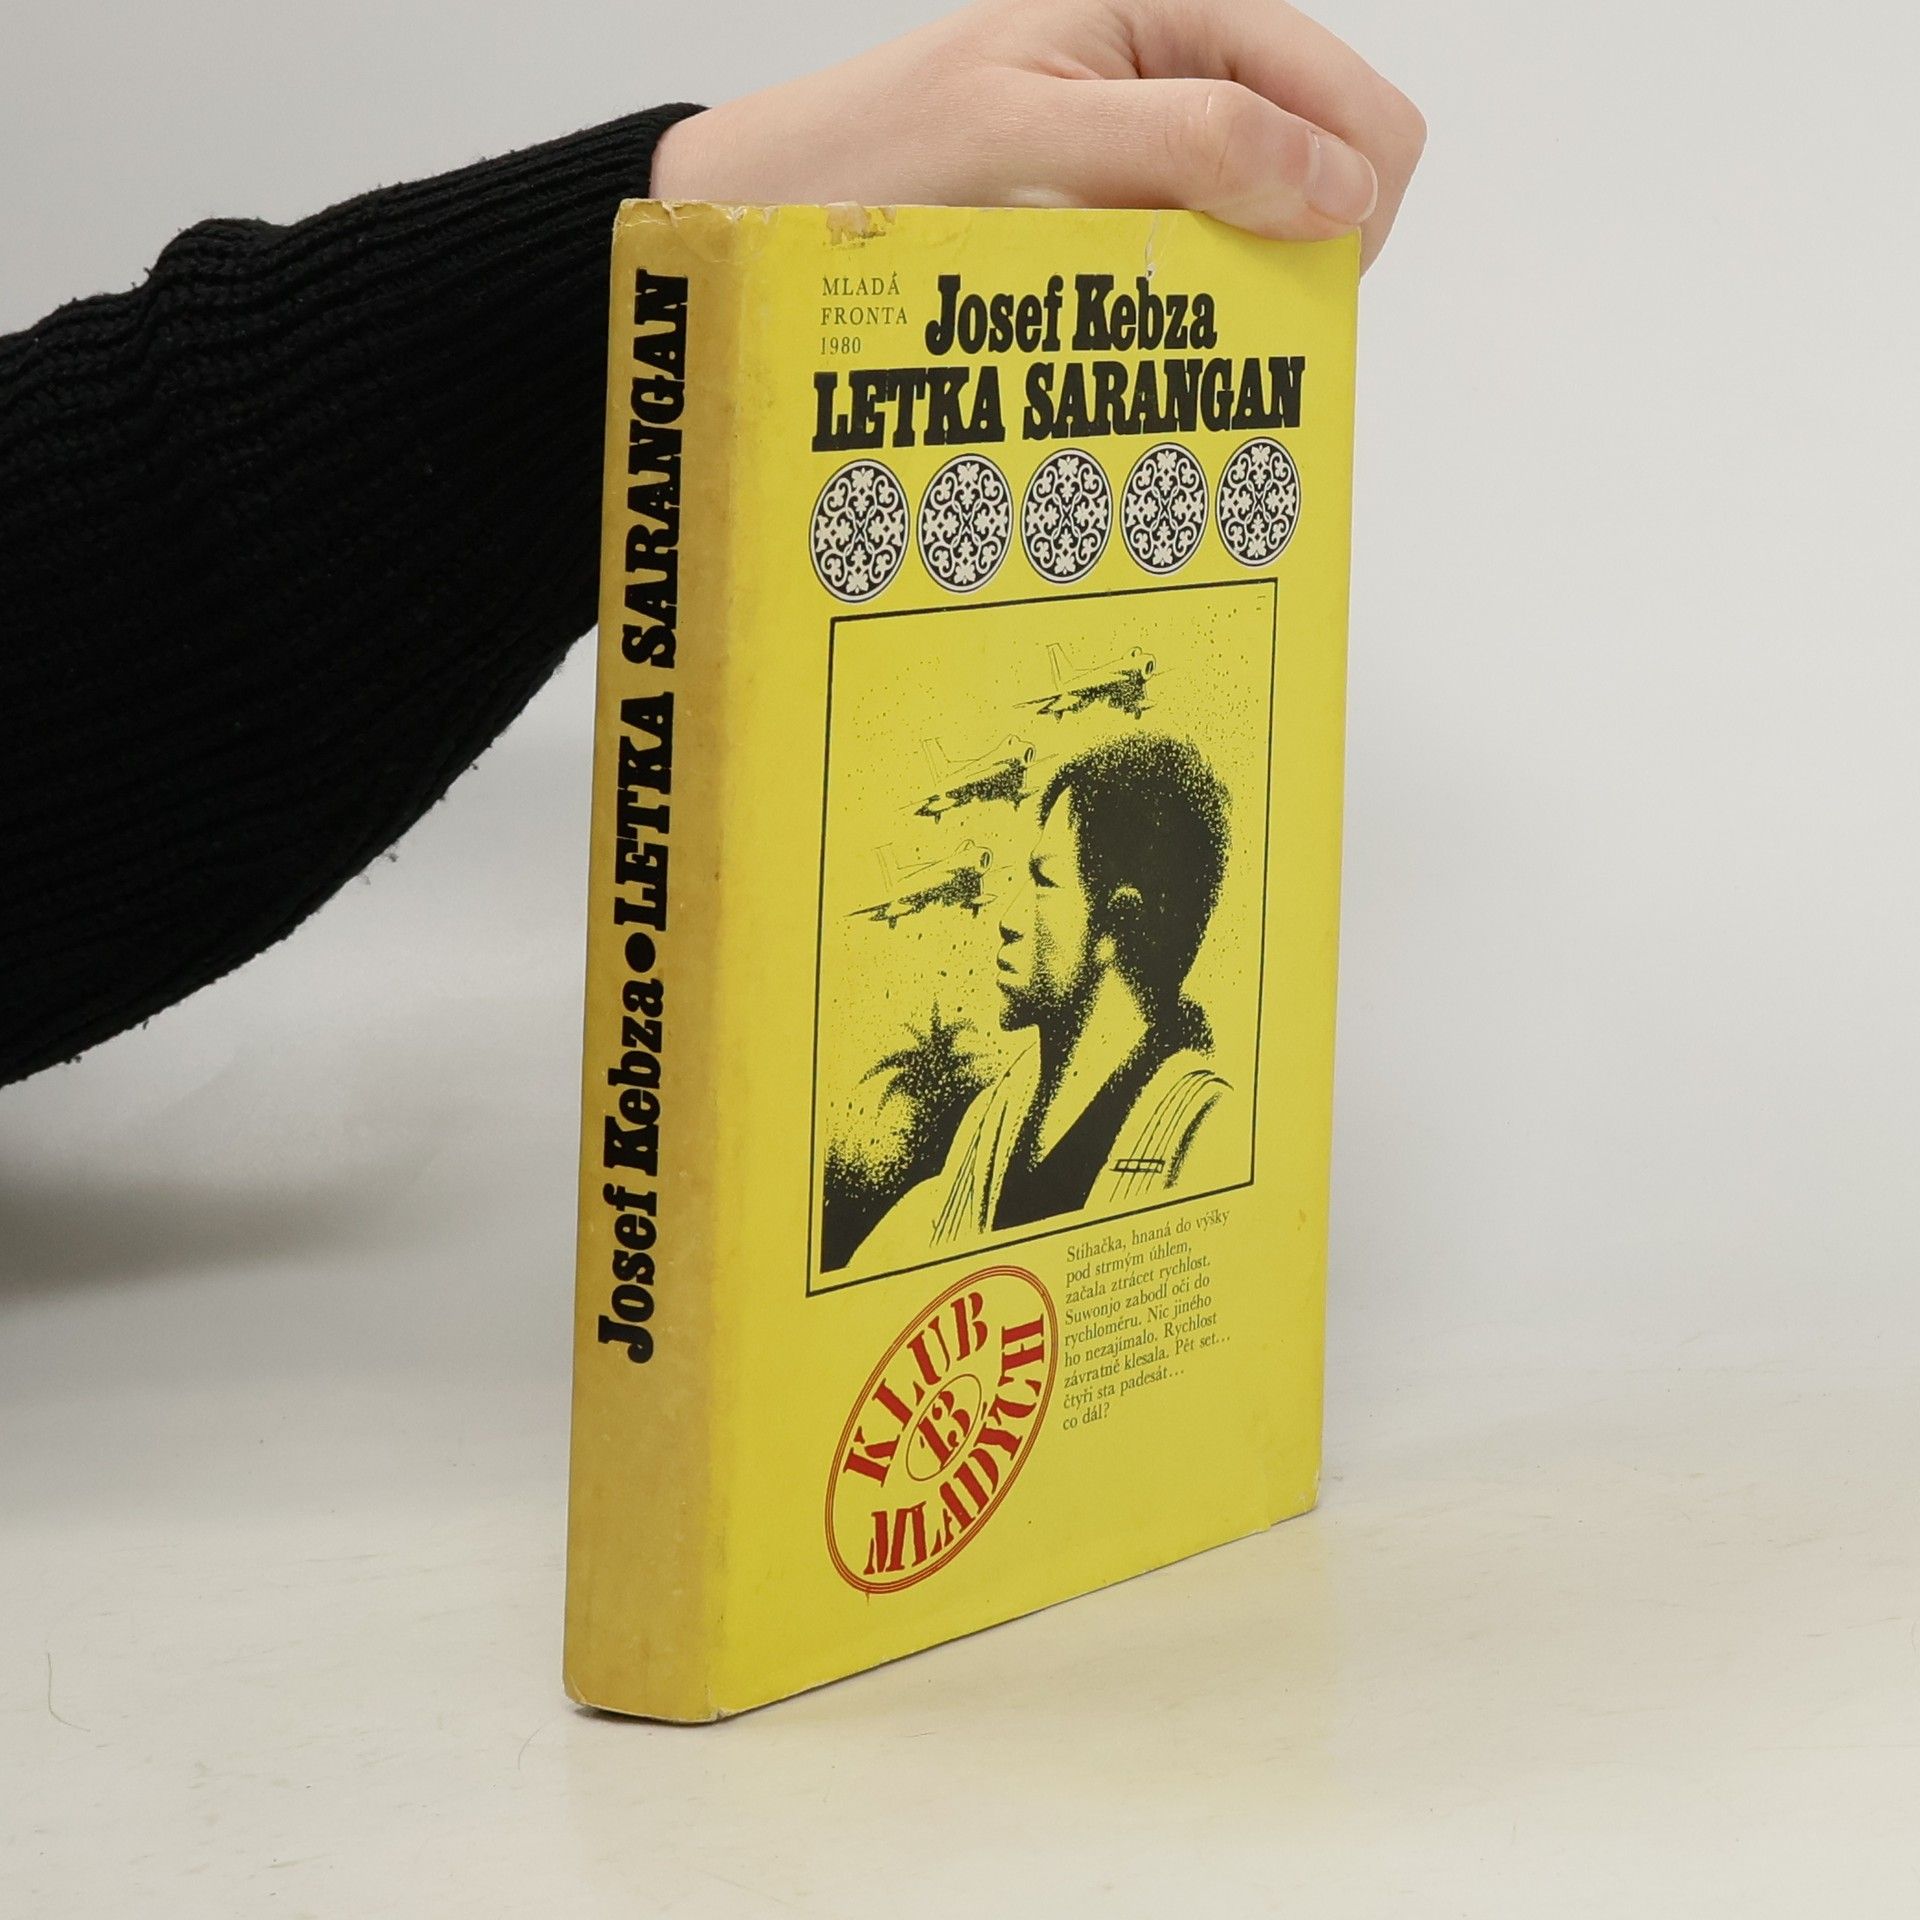 Josef Kebza • LETKA SARANGAN
MLADÁ
FRONTA
1980
Josef Kebza
LETKA SARANGAN
Stíhačka, hnaná do výšky
pod strmým úhlem,
začala ztrácet rychlost.
Suwonjo zabodl oči do
rychloměru. Nic jiného
ho nezajímalo. Rychlost
závratně klesala. Pět set...
čtyři sta padesát...
co dál?
KLUB
13
MLADÝCH